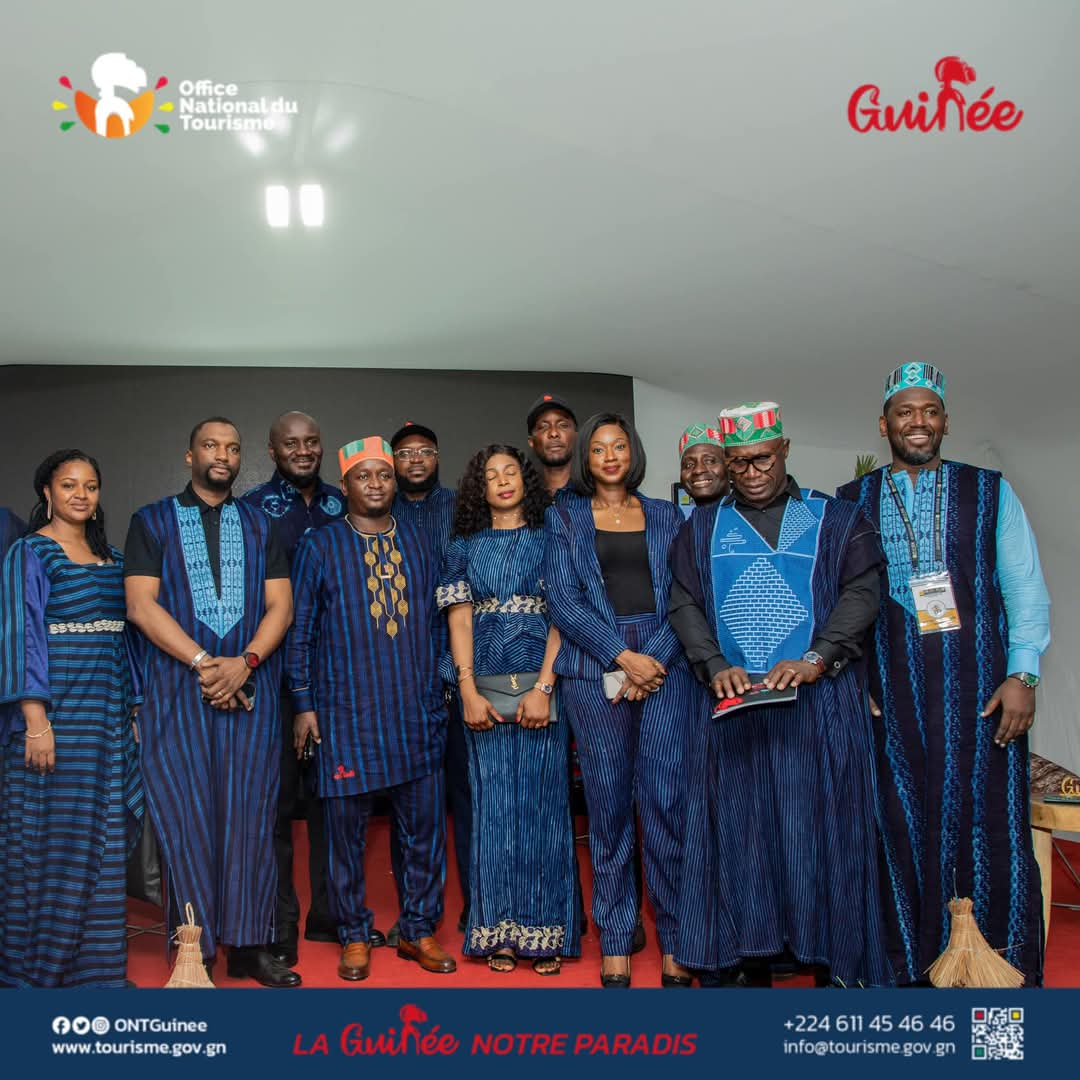 Office
National du
Tourisme
Guinée
ONTGuinee
www.tourisme.gov.gn
LA Guinée NOTRE PARADIS
+224 611 45 46 46
info@tourisme.gov.gn